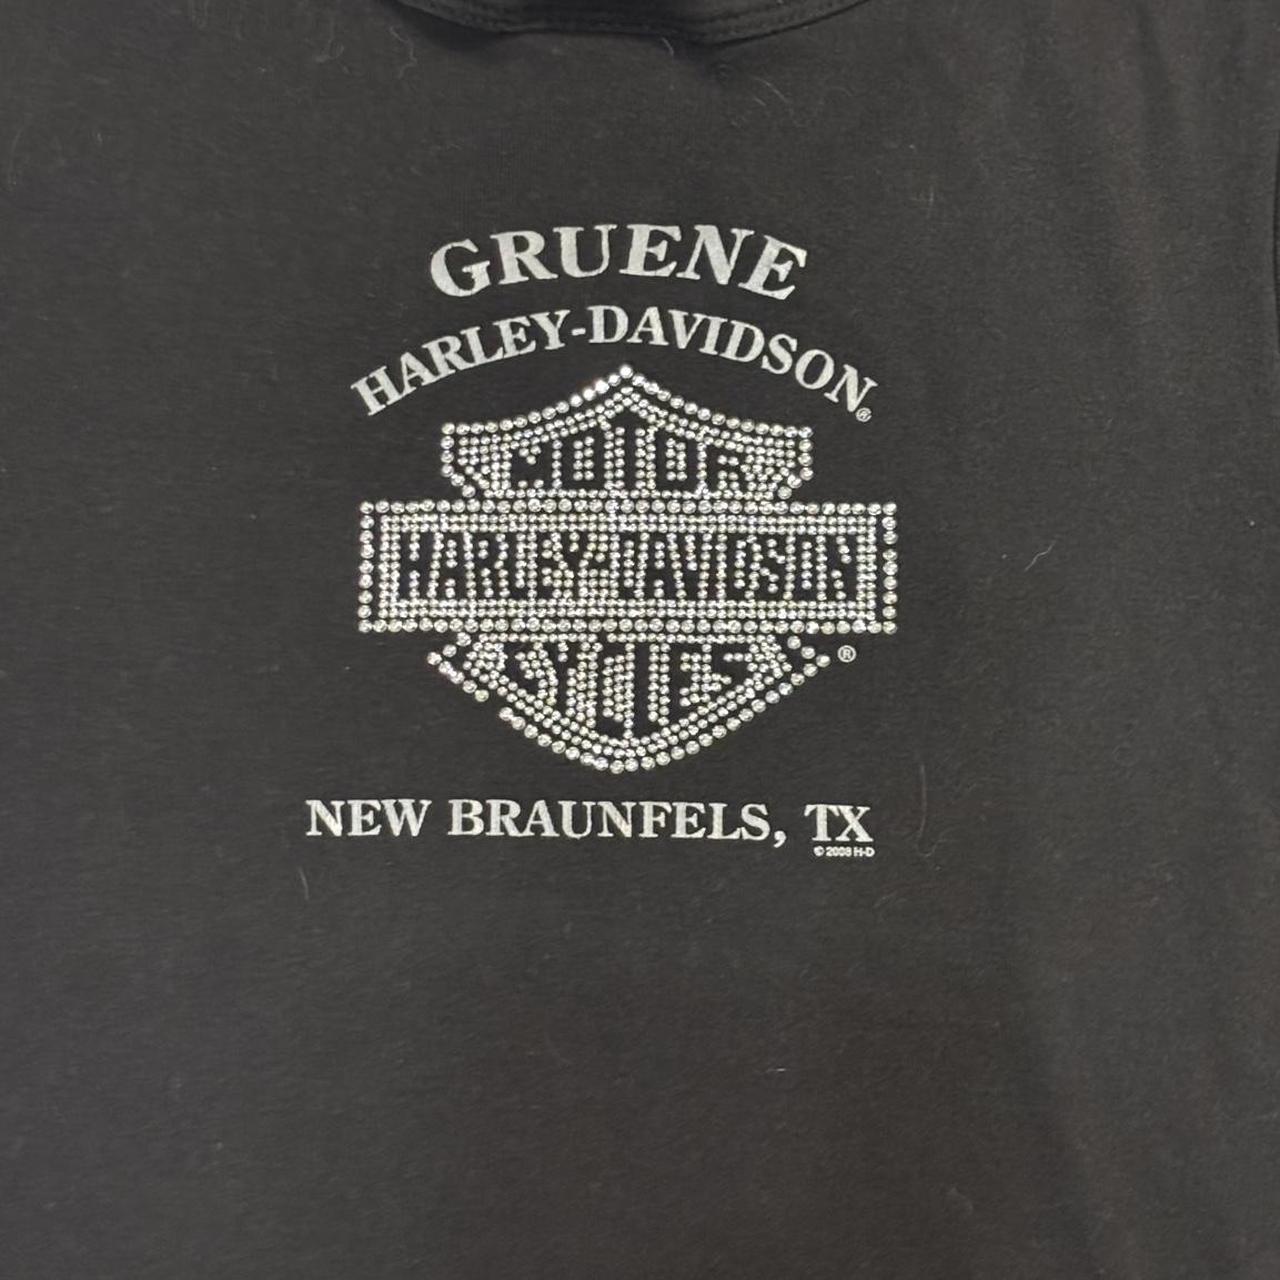 GRUENE
HARLEY-DAVIDSON®
MOTOR
HARLEY-DAVIDSON
CYCLES
®
NEW BRAUNFELS, TX
© 2008 H-D